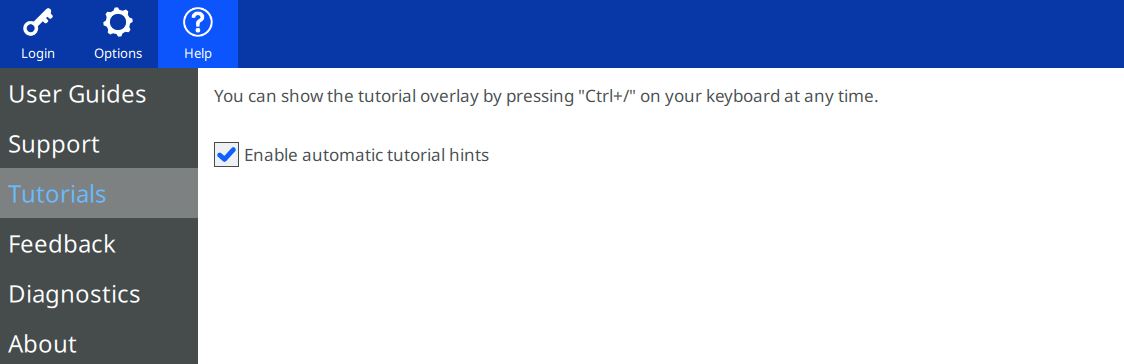 Login
Options
Help
User Guides
Support
Tutorials
Feedback
Diagnostics
About
You can show the tutorial overlay by pressing "Ctrl+/" on your keyboard at any time.
Enable automatic tutorial hints